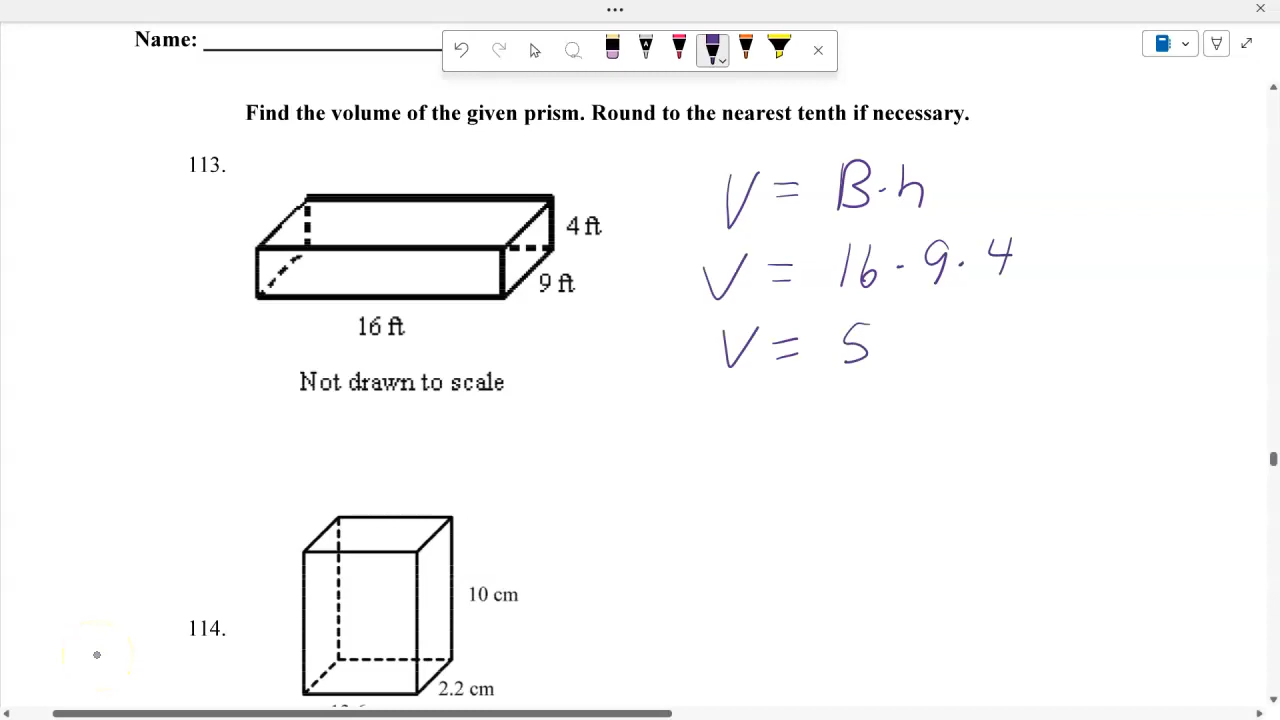 Name:
Find the volume of the given prism. Round to the nearest tenth if necessary.
113.
4 ft
9 ft
16 ft
Not drawn to scale
V = B·h
V = 16 · 9 · 4
V = 5
114.
10 cm
2.2 cm